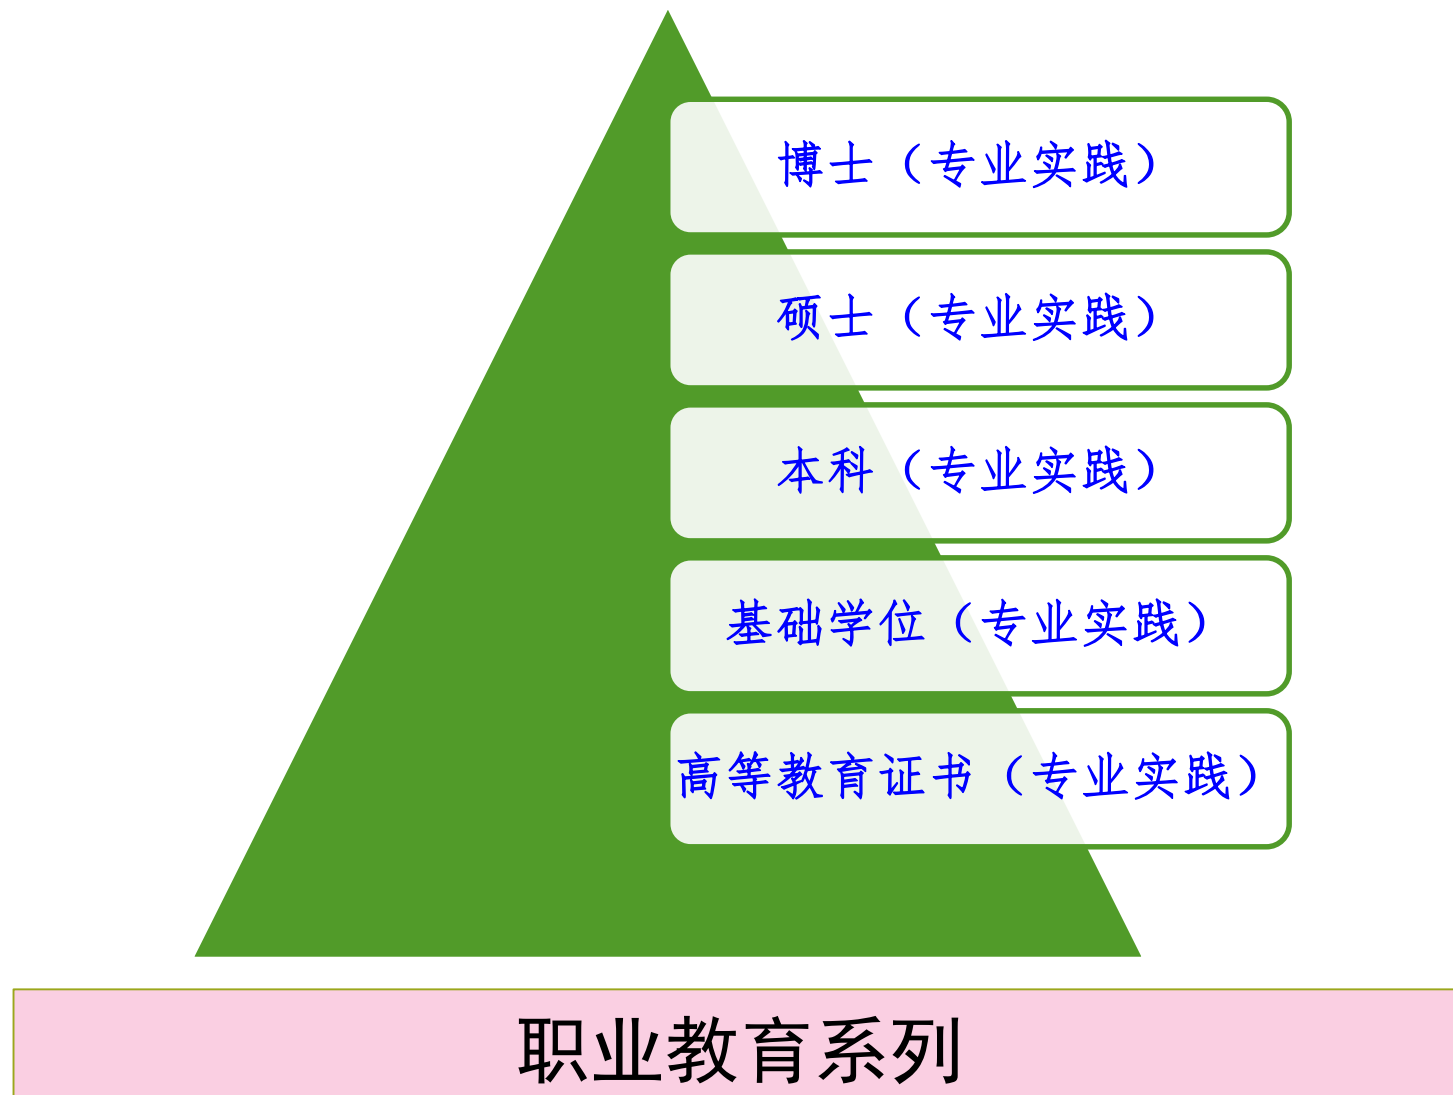 博士（专业实践）
硕士（专业实践）
本科（专业实践）
基础学位（专业实践）
高等教育证书（专业实践）
职业教育系列